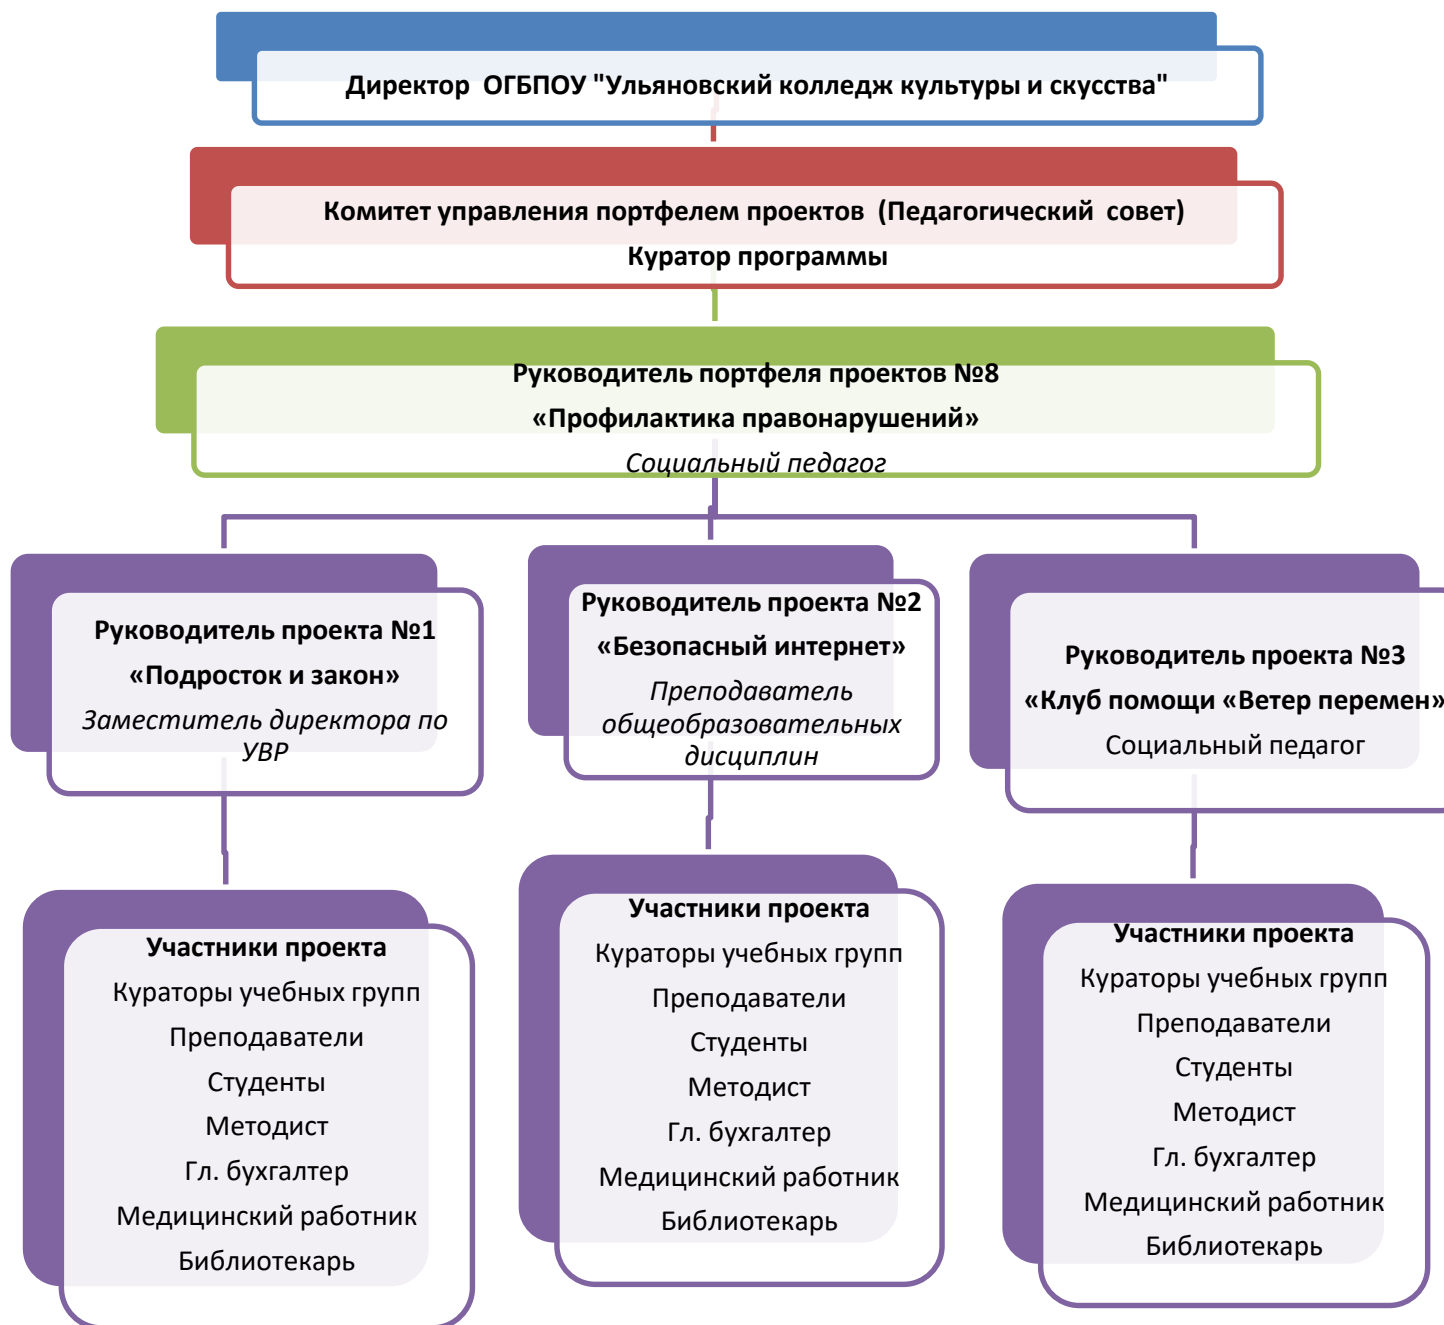 Директор  ОГБПОУ "Ульяновский колледж культуры и скусства"
Комитет управления портфелем проектов  (Педагогический  совет)
Куратор программы
Руководитель портфеля проектов №8
«Профилактика правонарушений»
Социальный педагог
Руководитель проекта №1
«Подросток и закон»
Заместитель директора по
УВР
Руководитель проекта №2
«Безопасный интернет»
Преподаватель
общеобразовательных
дисциплин
Руководитель проекта №3
«Клуб помощи «Ветер перемен»
Социальный педагог
Участники проекта
Кураторы учебных групп
Преподаватели
Студенты
Методист
Гл. бухгалтер
Медицинский работник
Библиотекарь
Участники проекта
Кураторы учебных групп
Преподаватели
Студенты
Методист
Гл. бухгалтер
Медицинский работник
Библиотекарь
Участники проекта
Кураторы учебных групп
Преподаватели
Студенты
Методист
Гл. бухгалтер
Медицинский работник
Библиотекарь